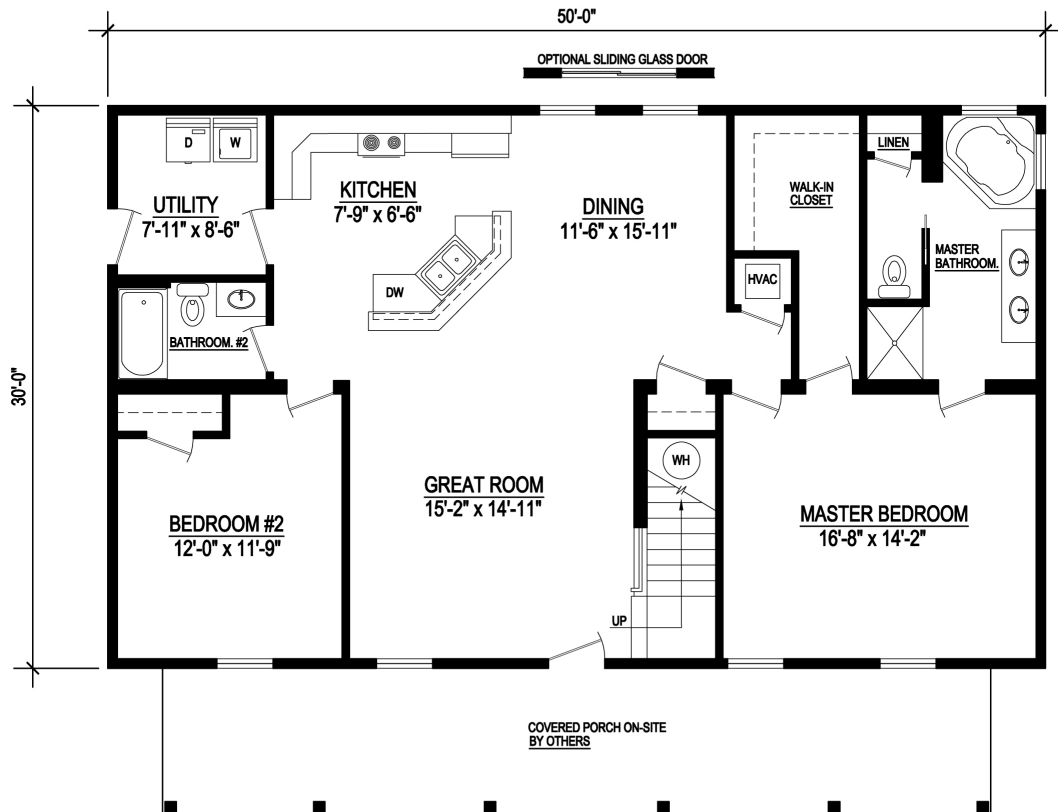 50'-0"
OPTIONAL SLIDING GLASS DOOR
D
W
LINEN
KITCHEN
7'-9" x 6'-6"
WALK-IN
CLOSET
UTILITY
7'-11" x 8'-6"
DINING
11'-6" x 15'-11"
MASTER
BATHROOM.
HVAC
DW
BATHROOM. #2
30'-0"
WH
GREAT ROOM
15'-2" x 14'-11"
BEDROOM #2
12'-0" x 11'-9"
MASTER BEDROOM
16'-8" x 14'-2"
UP
COVERED PORCH ON-SITE
BY OTHERS